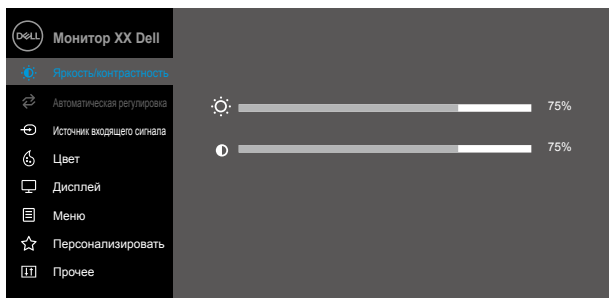 DELL
Монитор XX Dell
Яркость/контрастность
Автоматическая регулировка
Источник входящего сигнала
Цвет
Дисплей
Меню
Персонализировать
Прочее
75%
75%